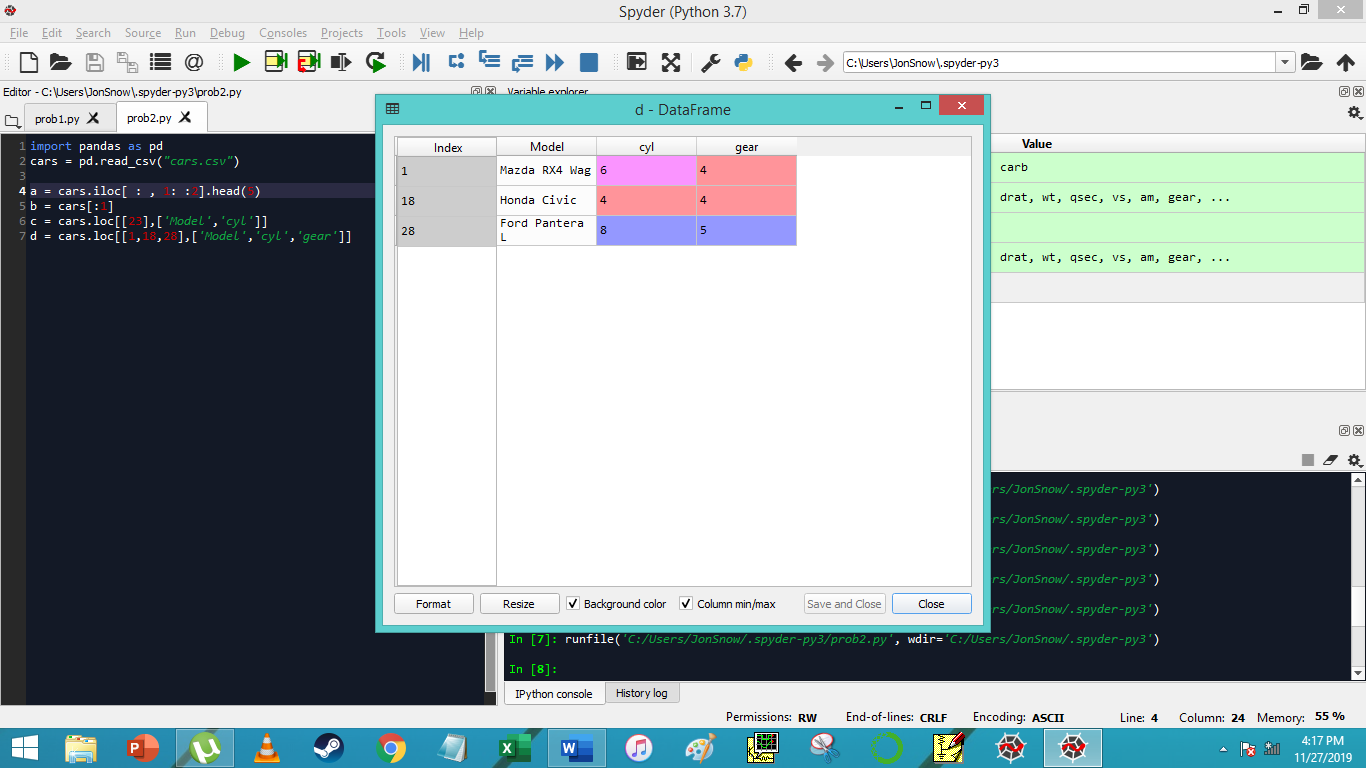 Spyder (Python 3.7)
File Edit Search Source Run Debug Consoles Projects Tools View Help
C:\Users\JonSnow\.spyder-py3
Editor - C:\Users\JonSnow\.spyder-py3\prob2.py
Variable explorer
prob1.py prob2.py
1 import pandas as pd
2 cars = pd.read_csv("cars.csv")
3
4 a = cars.iloc[ : , 1: :2].head(5)
5 b = cars[:1]
6 c = cars.loc[[23],['Model','cyl']]
7 d = cars.loc[[1,18,28],['Model','cyl','gear']]
d - DataFrame
Index Model cyl gear
1 Mazda RX4 Wag 6 4
18 Honda Civic 4 4
28 Ford Pantera L 8 5
Format Resize Background color Column min/max Save and Close Close
Value
carb
drat, wt, qsec, vs, am, gear, ...
drat, wt, qsec, vs, am, gear, ...
rs/JonSnow/.spyder-py3')
rs/JonSnow/.spyder-py3')
rs/JonSnow/.spyder-py3')
rs/JonSnow/.spyder-py3')
rs/JonSnow/.spyder-py3')
In [7]: runfile('C:/Users/JonSnow/.spyder-py3/prob2.py', wdir='C:/Users/JonSnow/.spyder-py3')
In [8]:
IPython console History log
Permissions: RW End-of-lines: CRLF Encoding: ASCII Line: 4 Column: 24 Memory: 55 %
4:17 PM
11/27/2019